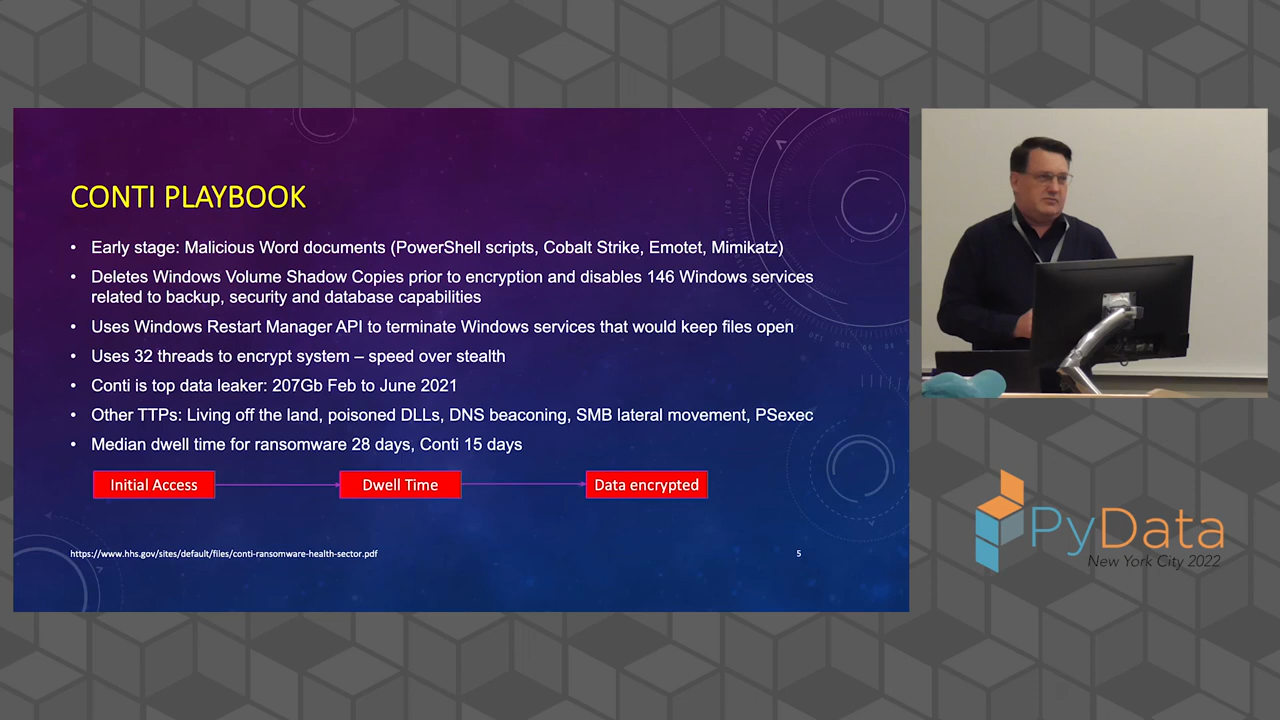 CONTI PLAYBOOK
• Early stage: Malicious Word documents (PowerShell scripts, Cobalt Strike, Emotet, Mimikatz)
• Deletes Windows Volume Shadow Copies prior to encryption and disables 146 Windows services
related to backup, security and database capabilities
• Uses Windows Restart Manager API to terminate Windows services that would keep files open
• Uses 32 threads to encrypt system – speed over stealth
• Conti is top data leaker: 207Gb Feb to June 2021
• Other TTPs: Living off the land, poisoned DLLs, DNS beaconing, SMB lateral movement, PSexec
• Median dwell time for ransomware 28 days, Conti 15 days
Initial Access
Dwell Time
Data encrypted
https://www.hhs.gov/sites/default/files/conti-ransomware-health-sector.pdf
5
PyData
New York City 2022